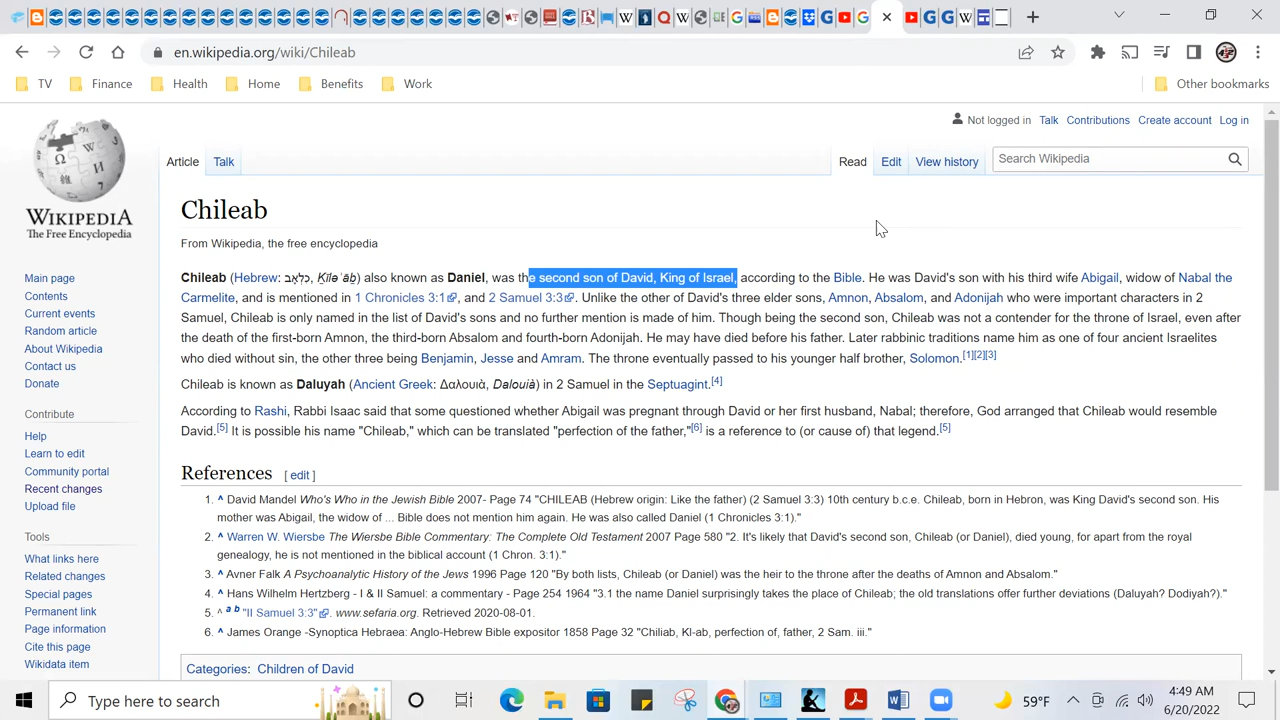 en.wikipedia.org/wiki/Chileab
TV Finance Health Home Benefits Work Other bookmarks
Not logged in Talk Contributions Create account Log in
Article Talk Read Edit View history Search Wikipedia
WIKIPEDIA
The Free Encyclopedia
Main page
Contents
Current events
Random article
About Wikipedia
Contact us
Donate
Contribute
Help
Learn to edit
Community portal
Recent changes
Upload file
Tools
What links here
Related changes
Special pages
Permanent link
Page information
Cite this page
Wikidata item
Chileab
From Wikipedia, the free encyclopedia
Chileab (Hebrew: כִלְאָב, Ḵīləʾāḇ) also known as Daniel, was the second son of David, King of Israel, according to the Bible. He was David's son with his third wife Abigail, widow of Nabal the
Carmelite, and is mentioned in 1 Chronicles 3:1, and 2 Samuel 3:3. Unlike the other of David's three elder sons, Amnon, Absalom, and Adonijah who were important characters in 2
Samuel, Chileab is only named in the list of David's sons and no further mention is made of him. Though being the second son, Chileab was not a contender for the throne of Israel, even after
the death of the first-born Amnon, the third-born Absalom and fourth-born Adonijah. He may have died before his father. Later rabbinic traditions name him as one of four ancient Israelites
who died without sin, the other three being Benjamin, Jesse and Amram. The throne eventually passed to his younger half brother, Solomon.[1][2][3]
Chileab is known as Daluyah (Ancient Greek: Δαλουιὰ, Dalouià) in 2 Samuel in the Septuagint.[4]
According to Rashi, Rabbi Isaac said that some questioned whether Abigail was pregnant through David or her first husband, Nabal; therefore, God arranged that Chileab would resemble
David.[5] It is possible his name "Chileab," which can be translated "perfection of the father,"[6] is a reference to (or cause of) that legend.[5]
References [ edit ]
1. ^ David Mandel Who's Who in the Jewish Bible 2007- Page 74 "CHILEAB (Hebrew origin: Like the father) (2 Samuel 3:3) 10th century b.c.e. Chileab, born in Hebron, was King David's second son. His
mother was Abigail, the widow of ... Bible does not mention him again. He was also called Daniel (1 Chronicles 3:1)."
2. ^ Warren W. Wiersbe The Wiersbe Bible Commentary: The Complete Old Testament 2007 Page 580 "2. It's likely that David's second son, Chileab (or Daniel), died young, for apart from the royal
genealogy, he is not mentioned in the biblical account (1 Chron. 3:1)."
3. ^ Avner Falk A Psychoanalytic History of the Jews 1996 Page 120 "By both lists, Chileab (or Daniel) was the heir to the throne after the deaths of Amnon and Absalom."
4. ^ Hans Wilhelm Hertzberg - I & II Samuel: a commentary - Page 254 1964 "3.1 the name Daniel surprisingly takes the place of Chileab; the old translations offer further deviations (Daluyah? Dodiyah?)."
5. ^ a b "II Samuel 3:3". www.sefaria.org. Retrieved 2020-08-01.
6. ^ James Orange -Synoptica Hebraea: Anglo-Hebrew Bible expositor 1858 Page 32 "Chiliab, Kl-ab, perfection of, father, 2 Sam. iii."
Categories: Children of David
Type here to search
59°F
4:49 AM
6/20/2022